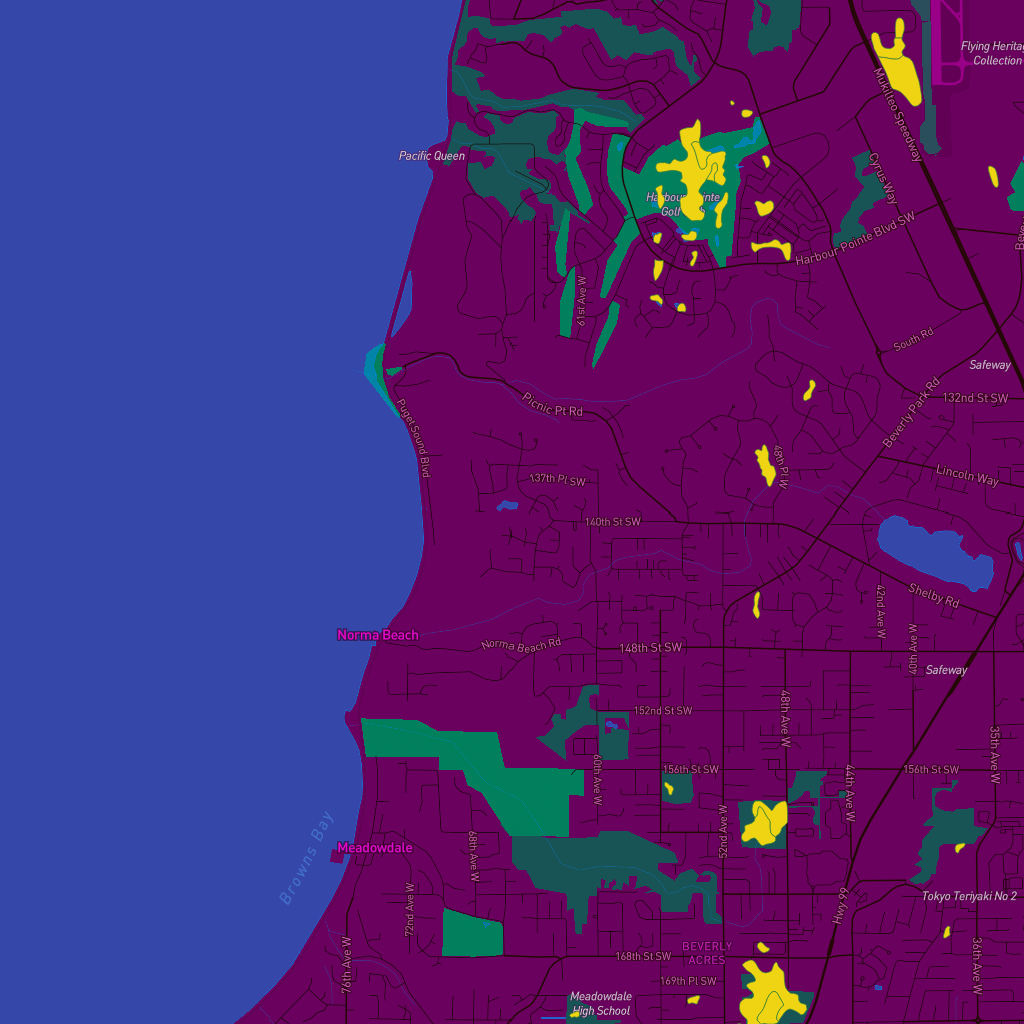 Flying Herita
Collection
Mukilteo Speedway
Pacific Queen
Cyrus Way
Harbour Pointe
Golf
Harbour Pointe Blvd SW
Beve
61st Ave W
South Rd
Safeway
132nd St SW
Picnic Pt Rd
Beverly Park Rd
Puget Sound Blvd
48th Pl W
Lincoln Way
137th Pl SW
140th St SW
Shelby Rd
42nd Ave W
40th Ave W
Norma Beach
Norma Beach Rd
148th St SW
Safeway
48th Ave W
152nd St SW
35th Ave W
60th Ave W
156th St SW
156th St SW
44th Ave W
52nd Ave W
Browns Bay
Meadowdale
68th Ave W
72nd Ave W
Hwy 99
Tokyo Teriyaki No 2
76th Ave W
BEVERLY
ACRES
168th St SW
36th Ave W
169th Pl SW
Meadowdale
High School